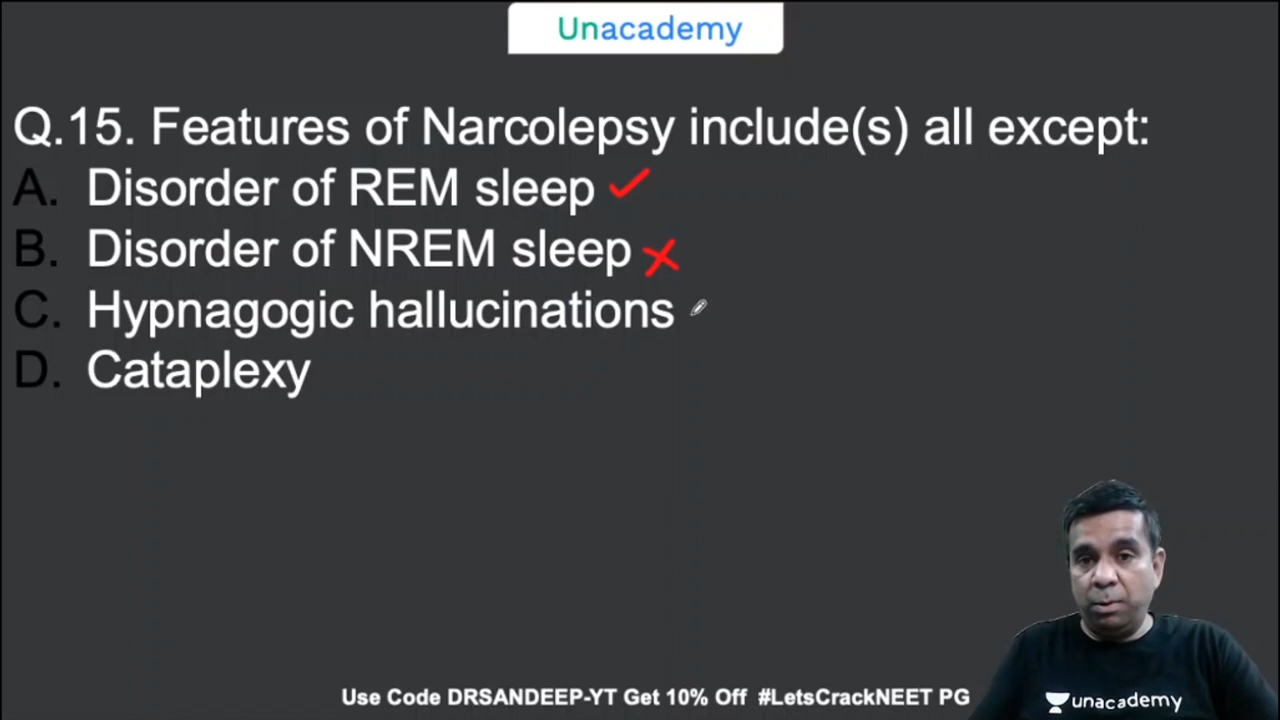 Unacademy
Q.15. Features of Narcolepsy include(s) all except:
A. Disorder of REM sleep
B. Disorder of NREM sleep
C. Hypnagogic hallucinations
D. Cataplexy
Use Code DRSANDEEP-YT Get 10% Off #LetsCrackNEET PG
unacademy